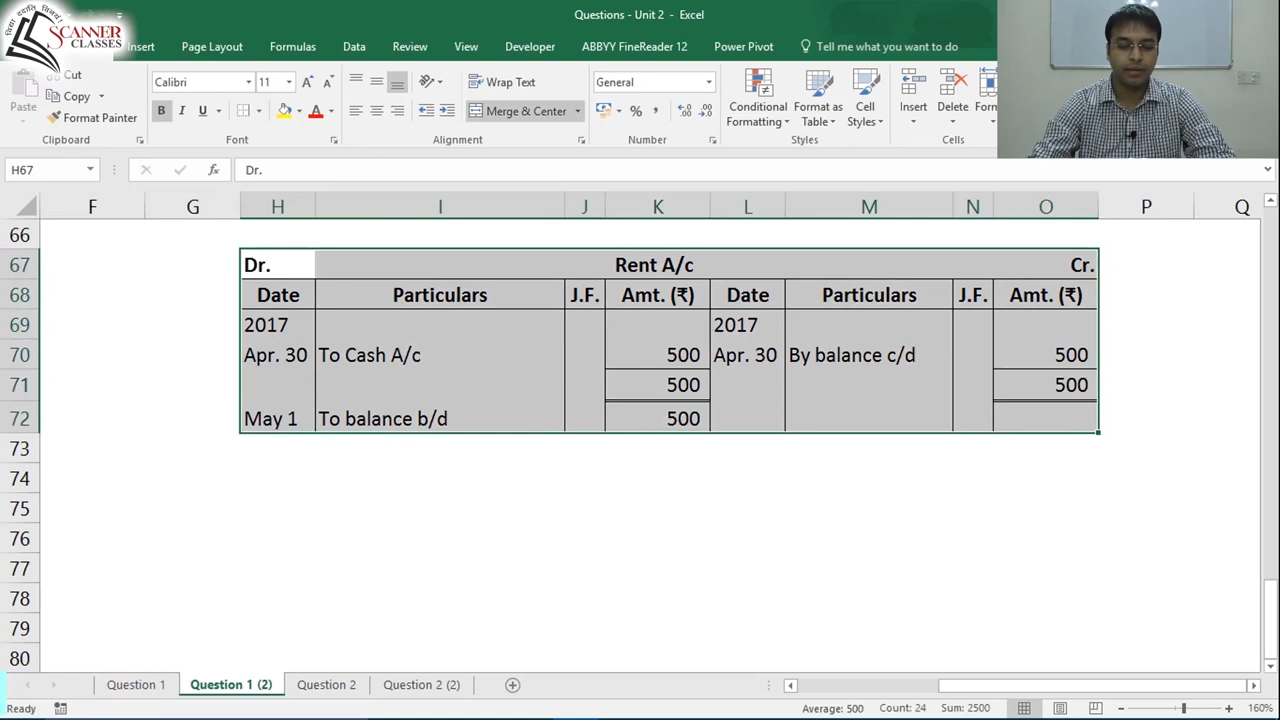 SCANNER
CLASSES
Questions - Unit 2 - Excel
Insert Page Layout Formulas Data Review View Developer ABBYY FineReader 12 Power Pivot Tell me what you want to do
Cut
Copy
Format Painter
Paste
Calibri 11
B I U
Wrap Text
Merge & Center
General
% ,
Conditional Formatting
Format as Table
Cell Styles
Insert Delete
Clipboard Font Alignment Number Styles Cells
H67 fx Dr.
F G H I J K L M N O P Q
66
67 Dr. Rent A/c Cr.
68 Date Particulars J.F. Amt. (₹) Date Particulars J.F. Amt. (₹)
69 2017 2017
70 Apr. 30 To Cash A/c 500 Apr. 30 By balance c/d 500
71 500 500
72 May 1 To balance b/d 500
73
74
75
76
77
78
79
80
Question 1 Question 1 (2) Question 2 Question 2 (2)
Ready Average: 500 Count: 24 Sum: 2500 160%